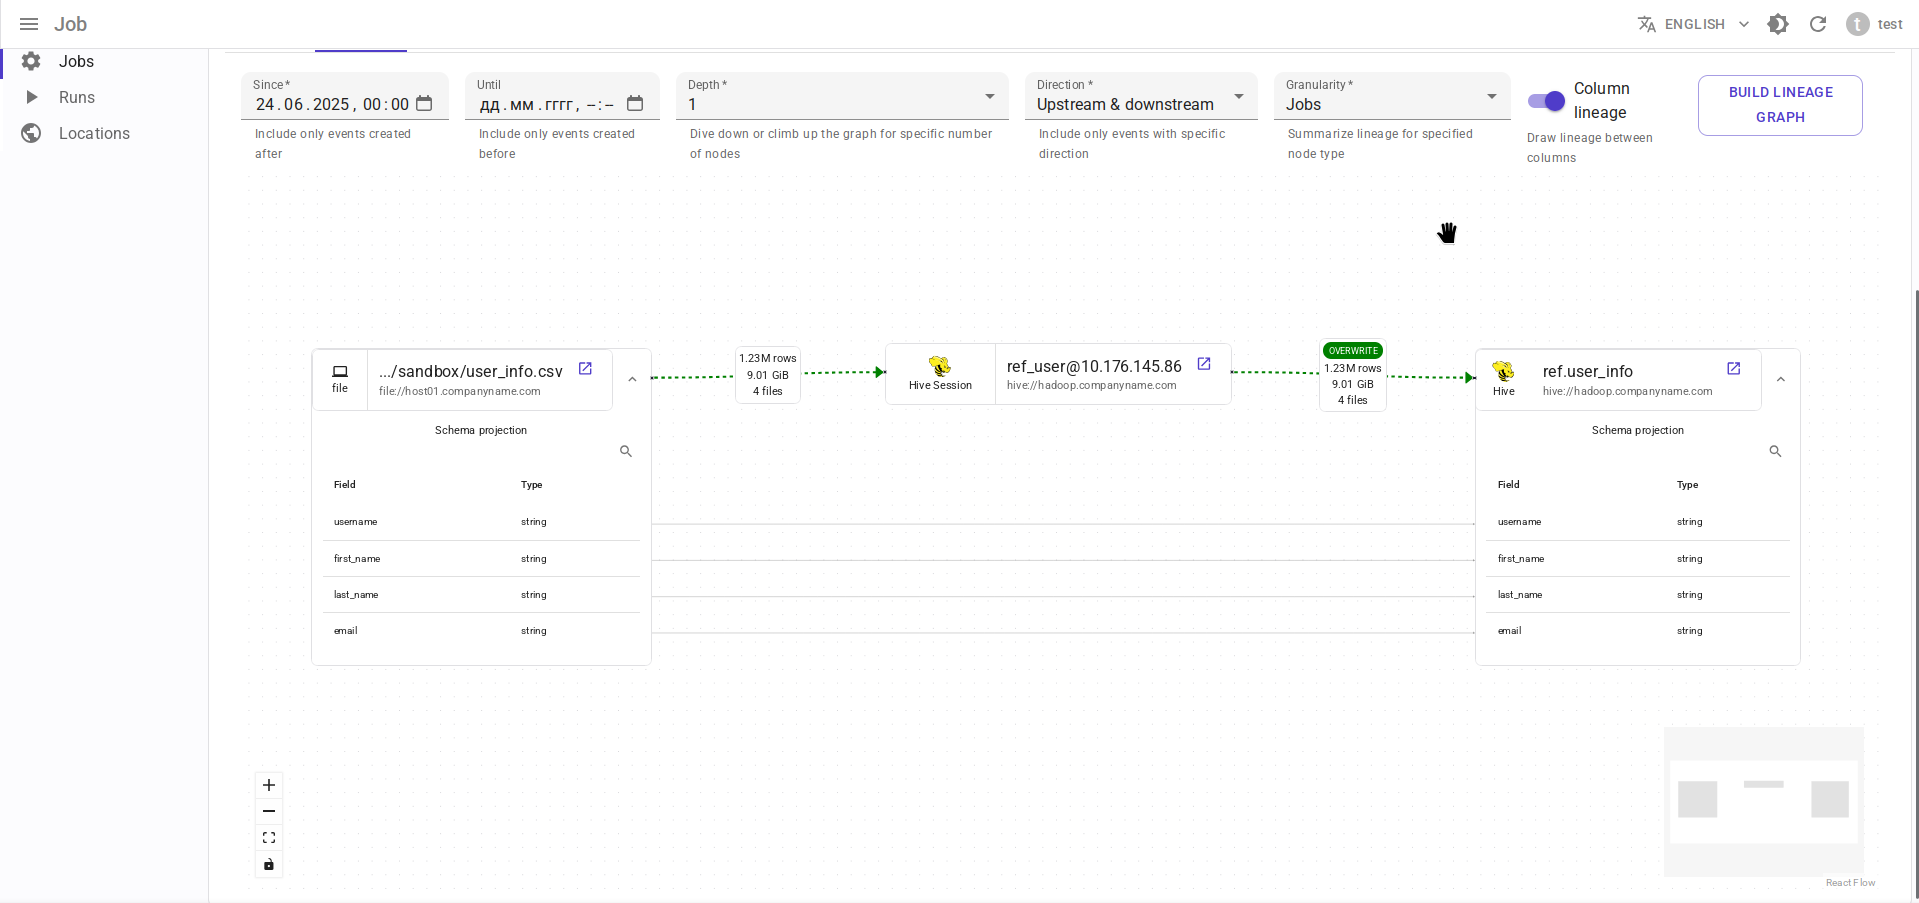 Job
ENGLISH
t
test
Jobs
Runs
Locations
Since *
24.06.2025, 00:00
Include only events created
after
Until
дд.мм.гггг, --:--
Include only events created
before
Depth *
1
Dive down or climb up the graph for specific number
of nodes
Direction *
Upstream & downstream
Include only events with specific
direction
Granularity *
Jobs
Summarize lineage for specified
node type
Column
lineage
Draw lineage between
columns
BUILD LINEAGE
GRAPH
file
.../sandbox/user_info.csv
file://host01.companyname.com
Schema projection
Field Type
username string
first_name string
last_name string
email string
1.23M rows
9.01 GiB
4 files
Hive Session
ref_user@10.176.145.86
hive://hadoop.companyname.com
OVERWRITE
1.23M rows
9.01 GiB
4 files
Hive
ref.user_info
hive://hadoop.companyname.com
Schema projection
Field Type
username string
first_name string
last_name string
email string
React Flow